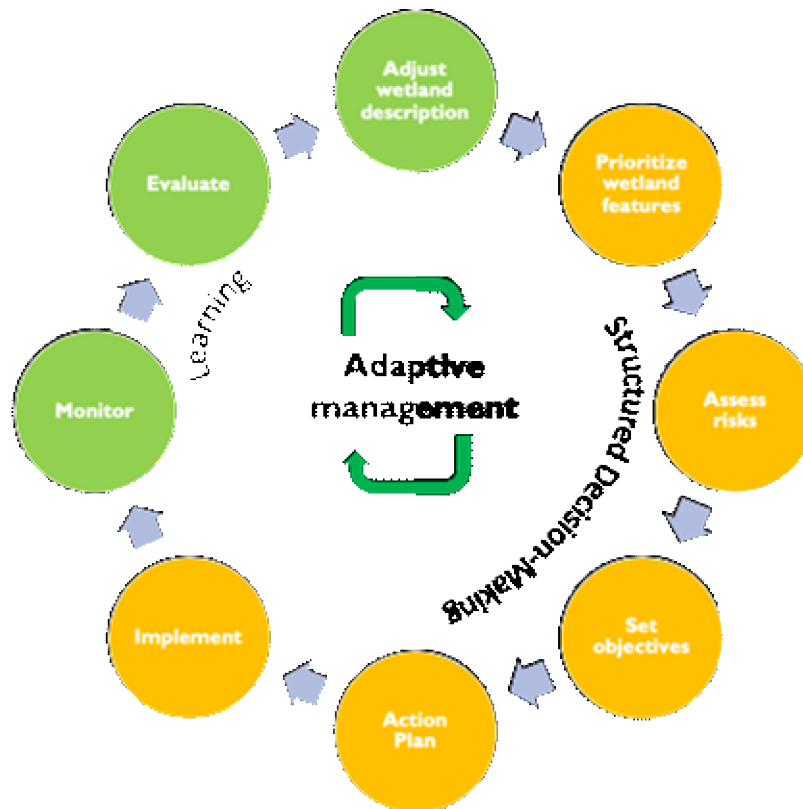 Adjust
wetland
description
Prioritize
wetland
features
Assess
risks
Set
objectives
Action
Plan
Implement
Monitor
Evaluate
Learning
Structured Decision-Making
Adaptive
management